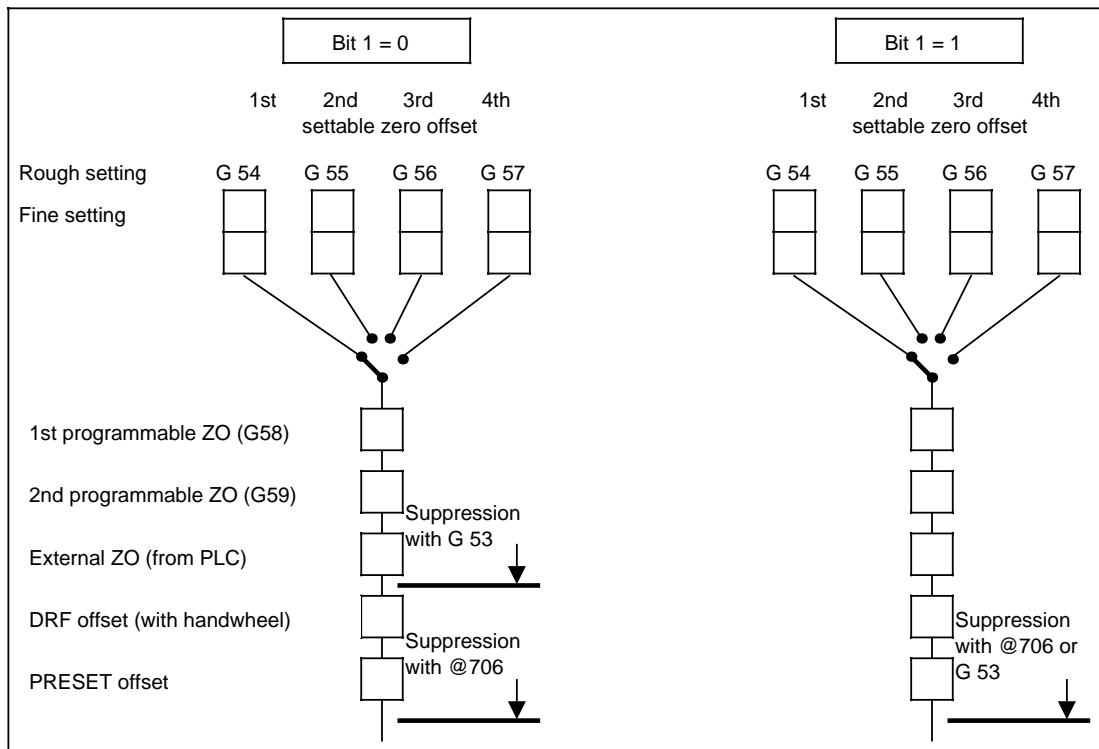 Bit 1 = 0
Bit 1 = 1
1st 2nd 3rd 4th
settable zero offset
1st 2nd 3rd 4th
settable zero offset
Rough setting
G 54 G 55 G 56 G 57
G 54 G 55 G 56 G 57
Fine setting
1st programmable ZO (G58)
2nd programmable ZO (G59)
Suppression
with G 53
External ZO (from PLC)
DRF offset (with handwheel)
Suppression
with @706
Suppression
with @706 or
G 53
PRESET offset